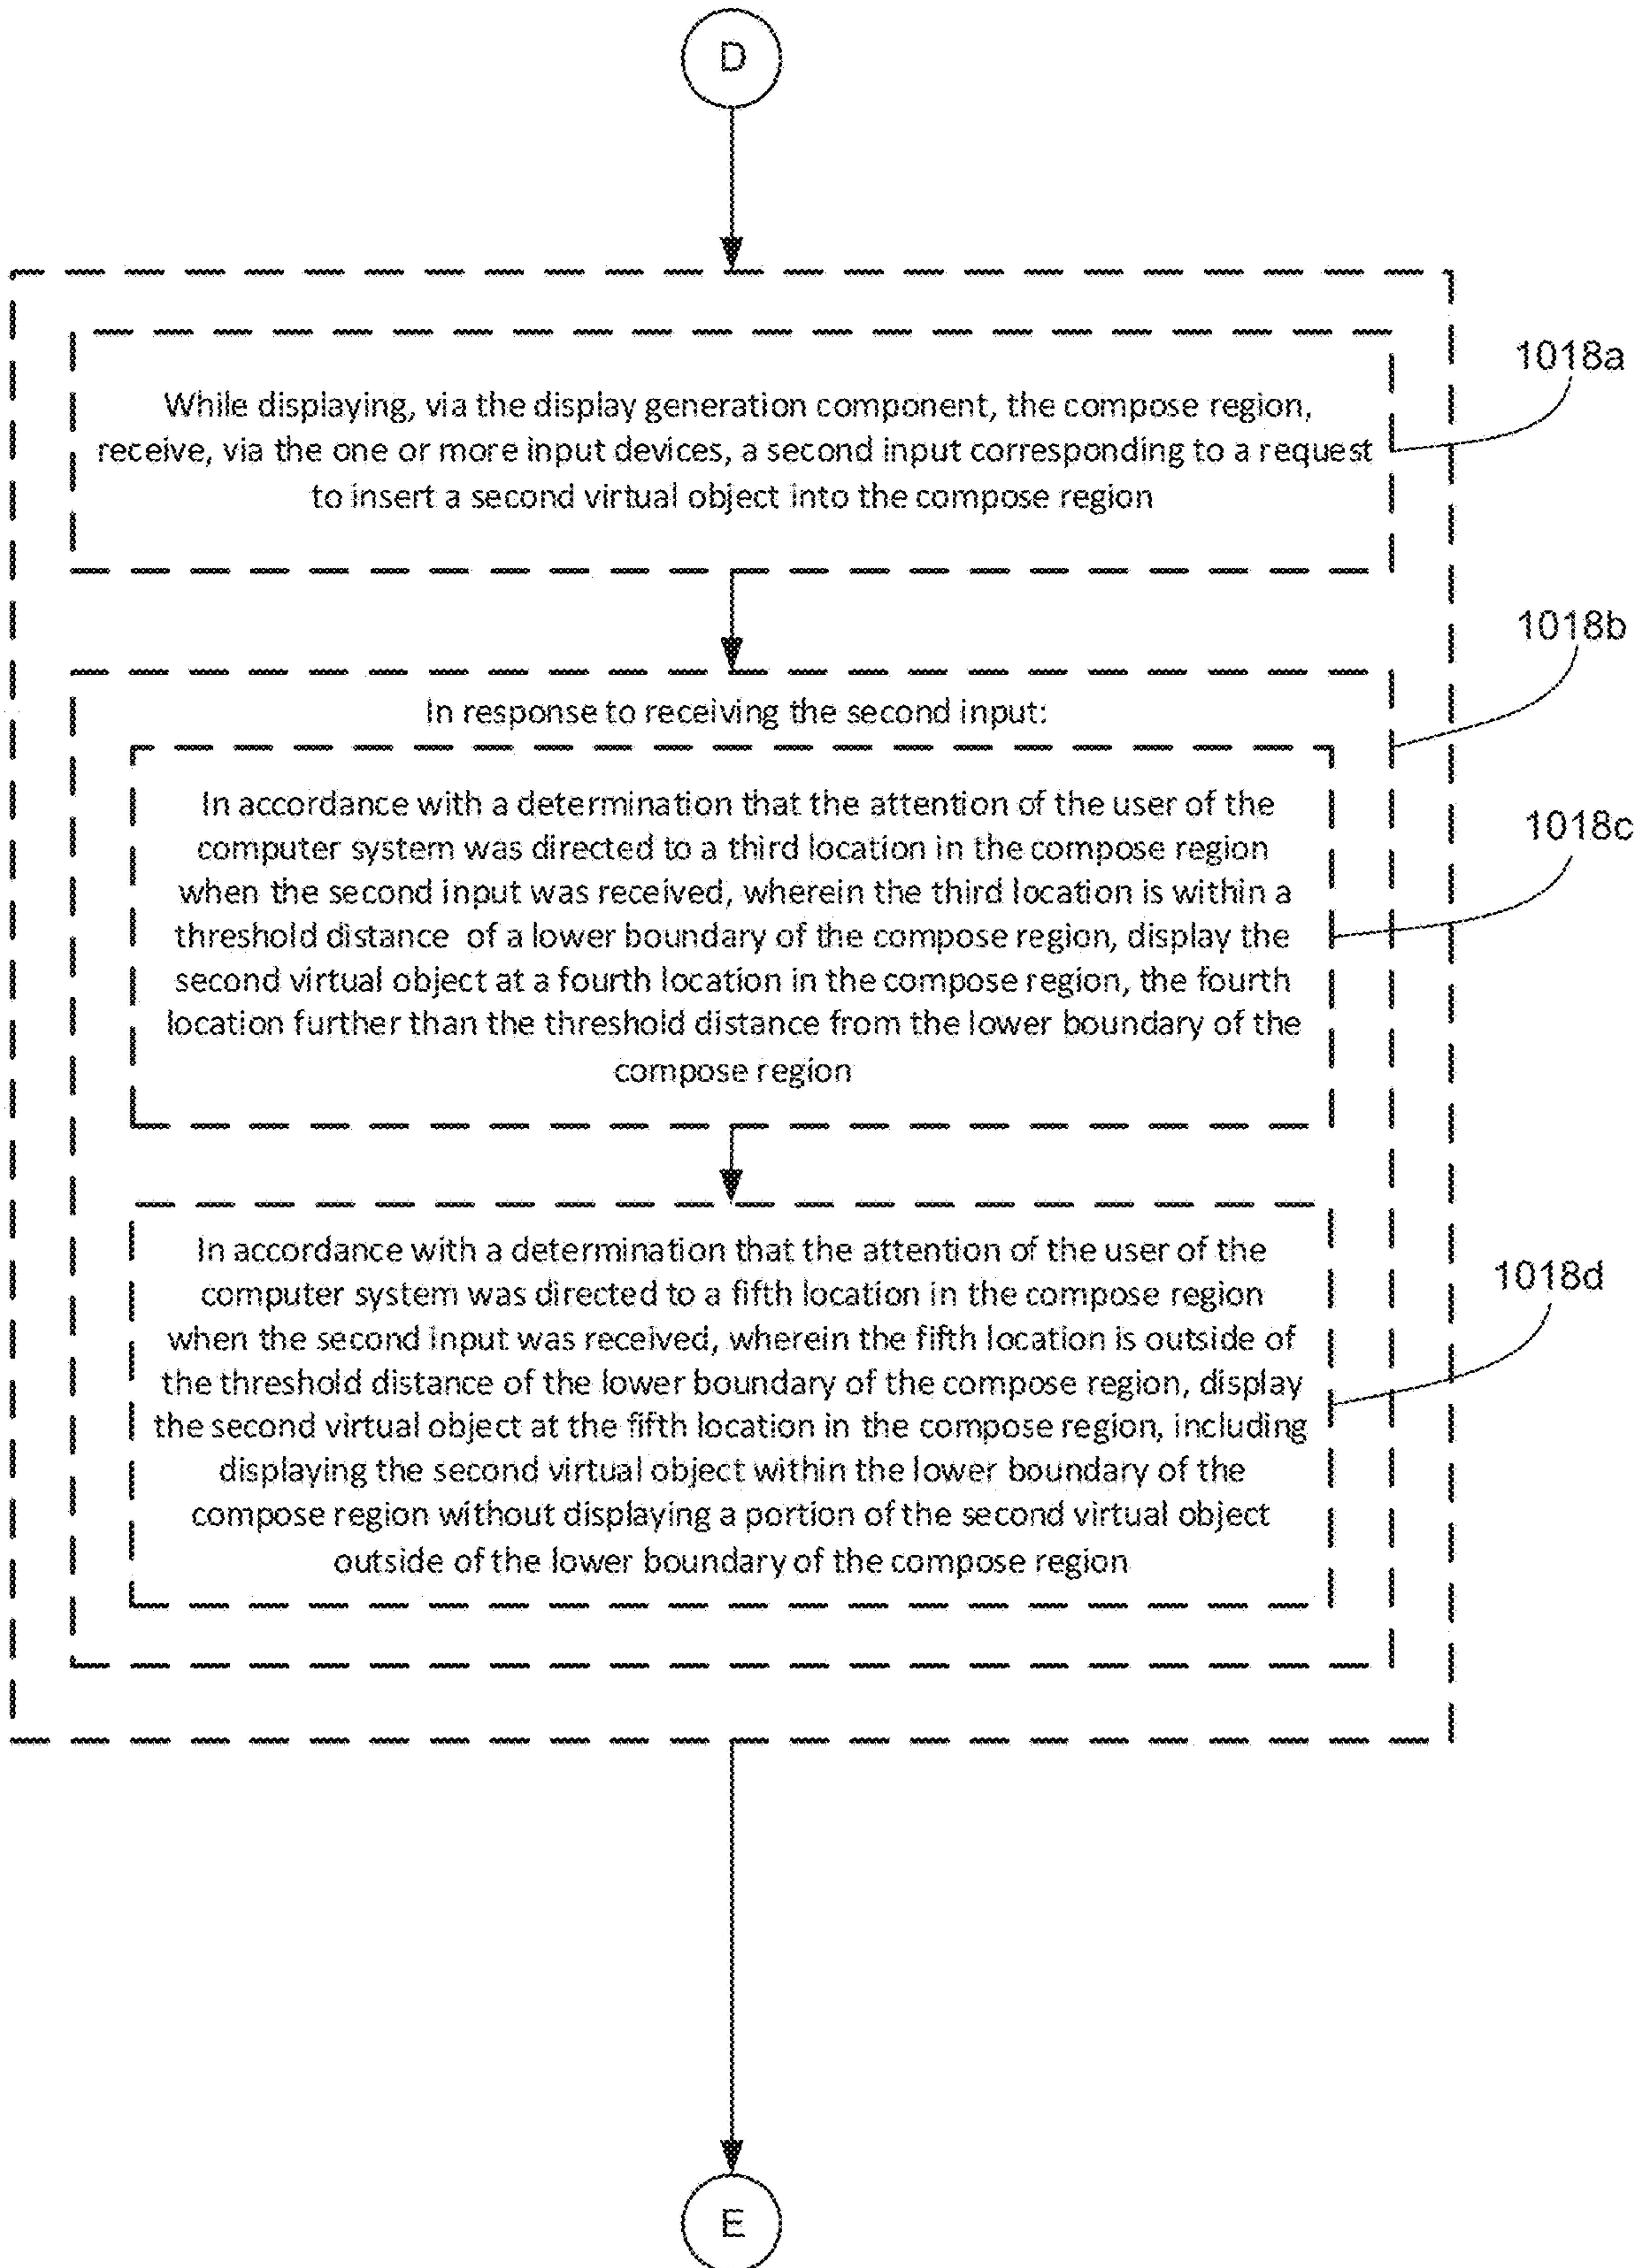 D
1018a
While displaying, via the display generation component, the compose region,
receive, via the one or more input devices, a second input corresponding to a request
to insert a second virtual object into the compose region
1018b
In response to receiving the second input:
1018c
In accordance with a determination that the attention of the user of the
computer system was directed to a third location in the compose region
when the second input was received, wherein the third location is within a
threshold distance of a lower boundary of the compose region, display the
second virtual object at a fourth location in the compose region, the fourth
location further than the threshold distance from the lower boundary of the
compose region
1018d
In accordance with a determination that the attention of the user of the
computer system was directed to a fifth location in the compose region
when the second input was received, wherein the fifth location is outside of
the threshold distance of the lower boundary of the compose region, display
the second virtual object at the fifth location in the compose region, including
displaying the second virtual object within the lower boundary of the
compose region without displaying a portion of the second virtual object
outside of the lower boundary of the compose region
E